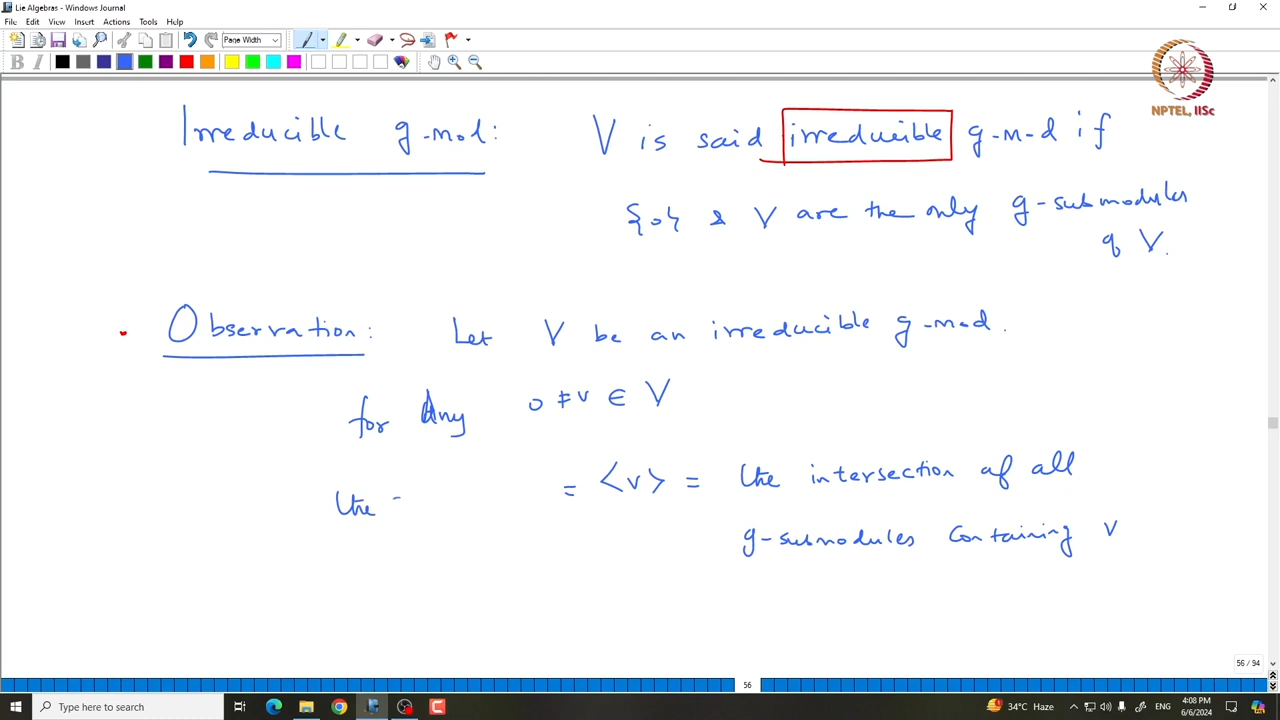 Lie Algebras - Windows Journal
File Edit View Insert Actions Tools Help
Page Width
B I
NPTEL, IISc
Irreducible g-mod: V is said irreducible g-m-d if
{0} & V are the only g-submodules
of V.
Observation: Let V be an irreducible g-mod.
for Any 0 ≠ v ∈ V
the = <v> = the intersection of all
g-submodules containing v
56 / 94
56
Type here to search
34°C Haze
4:08 PM
6/6/2024